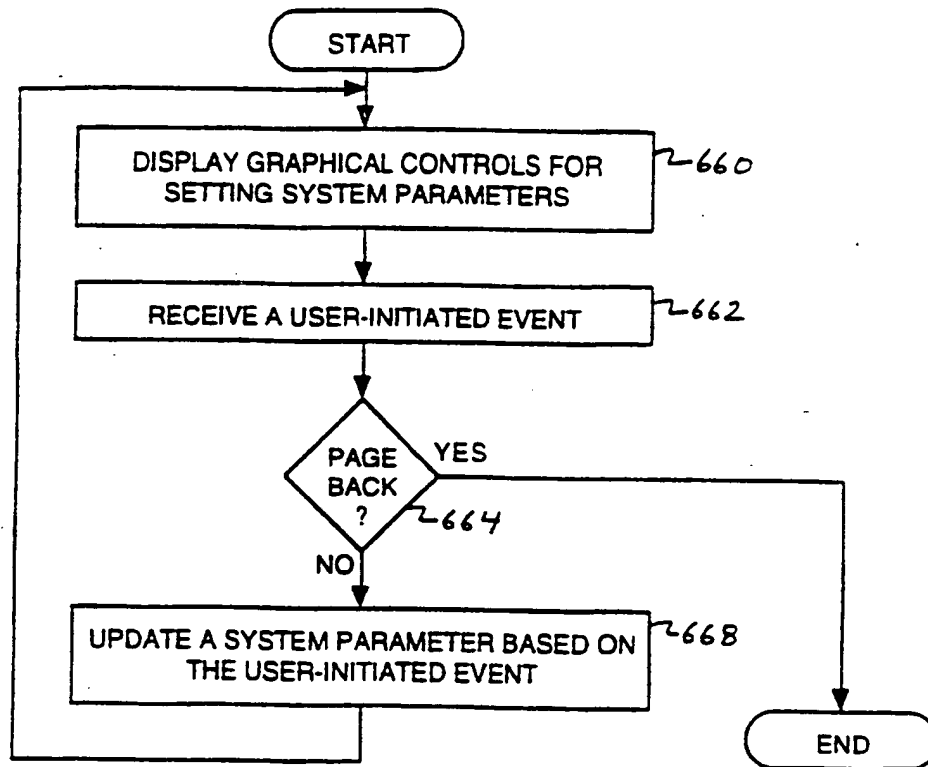 START
DISPLAY GRAPHICAL CONTROLS FOR
SETTING SYSTEM PARAMETERS
660
RECEIVE A USER-INITIATED EVENT
662
PAGE
BACK
?
YES
664
NO
UPDATE A SYSTEM PARAMETER BASED ON
THE USER-INITIATED EVENT
668
END